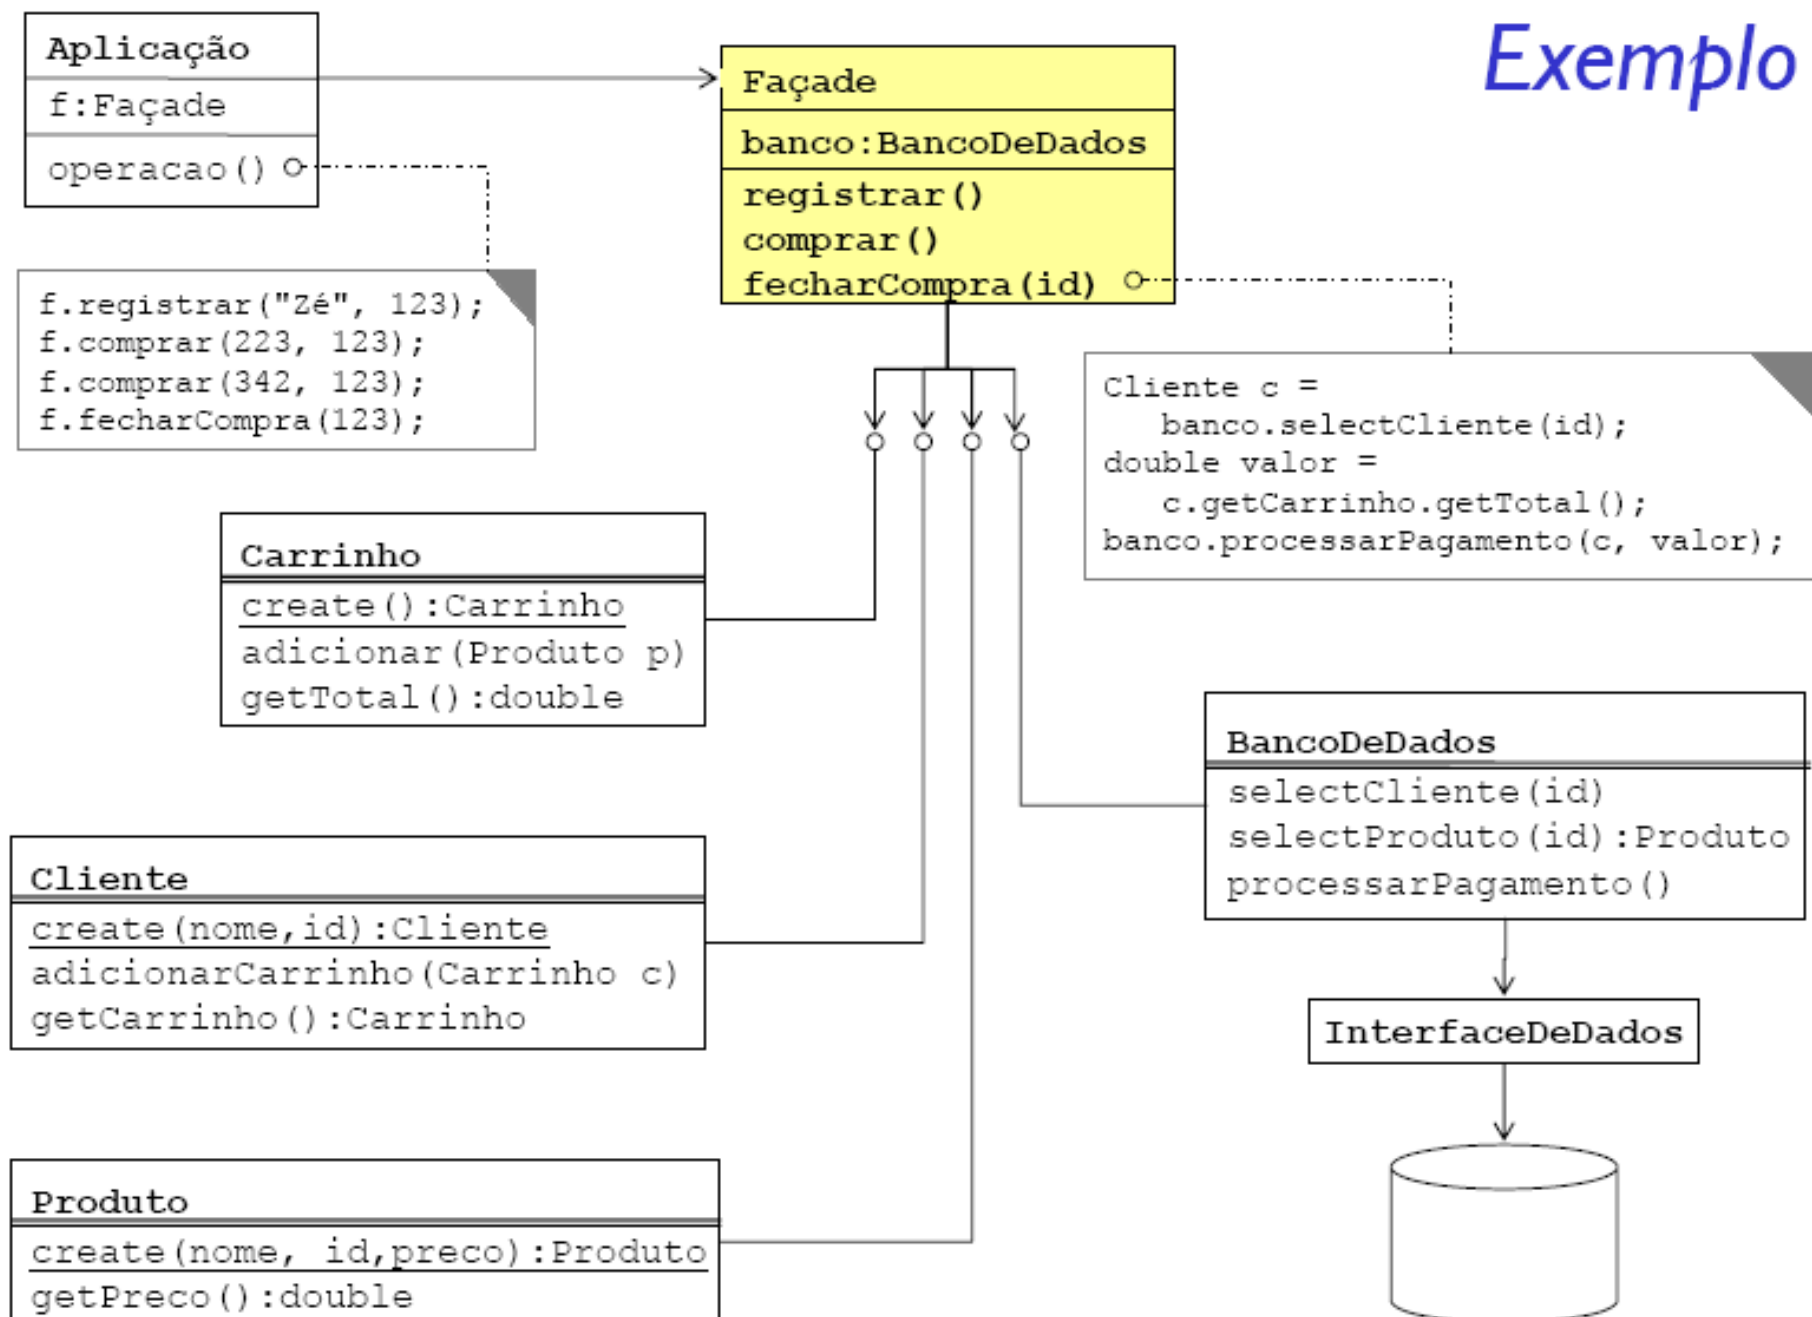 Exemplo
Aplicação
f:Façade
operacao()
f.registrar("Zé", 123);
f.comprar(223, 123);
f.comprar(342, 123);
f.fecharCompra(123);
Façade
banco:BancoDeDados
registrar()
comprar()
fecharCompra(id)
Cliente c =
banco.selectCliente(id);
double valor =
c.getCarrinho.getTotal();
banco.processarPagamento(c, valor);
Carrinho
create():Carrinho
adicionar(Produto p)
getTotal():double
BancoDeDados
selectCliente(id)
selectProduto(id):Produto
processarPagamento()
Cliente
create(nome,id):Cliente
adicionarCarrinho(Carrinho c)
getCarrinho():Carrinho
InterfaceDeDados
Produto
create(nome, id,preco):Produto
getPreco():double